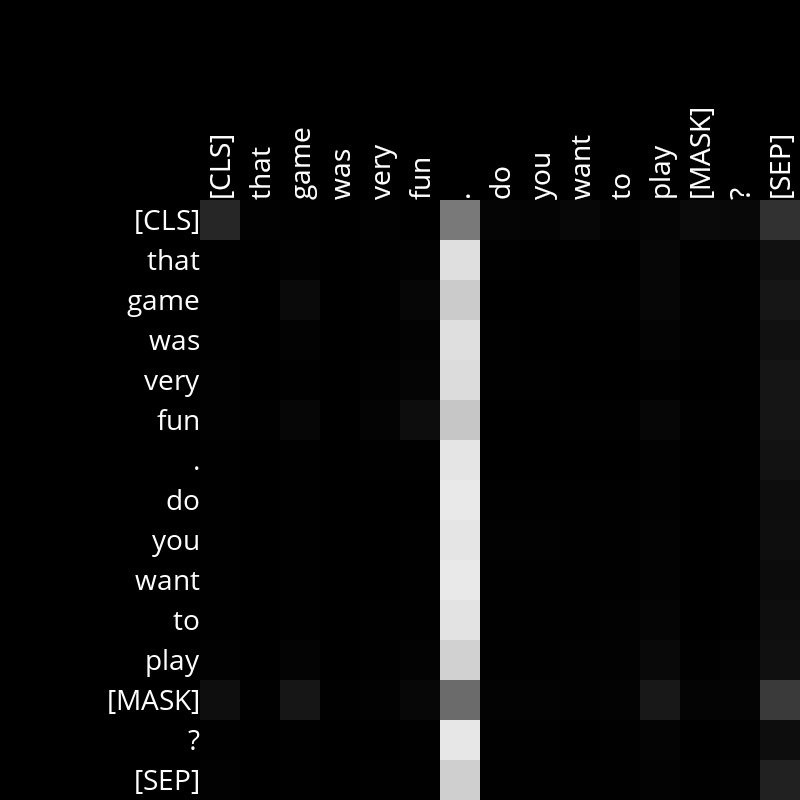 [CLS] that game was very fun . do you want to play [MASK] ? [SEP]
[CLS]
that
game
was
very
fun
.
do
you
want
to
play
[MASK]
?
[SEP]